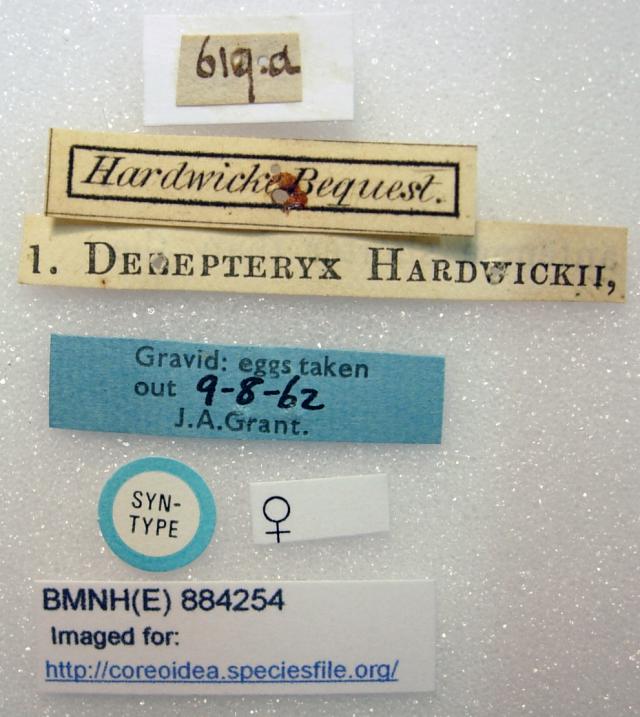 619.a
Hardwicke Bequest.
1. DEREPTERYX HARDWICKII,
Gravid: eggs taken
out 9-8-62
J.A.Grant.
SYN-
TYPE
♀
BMNH(E) 884254
Imaged for:
http://coreoidea.speciesfile.org/